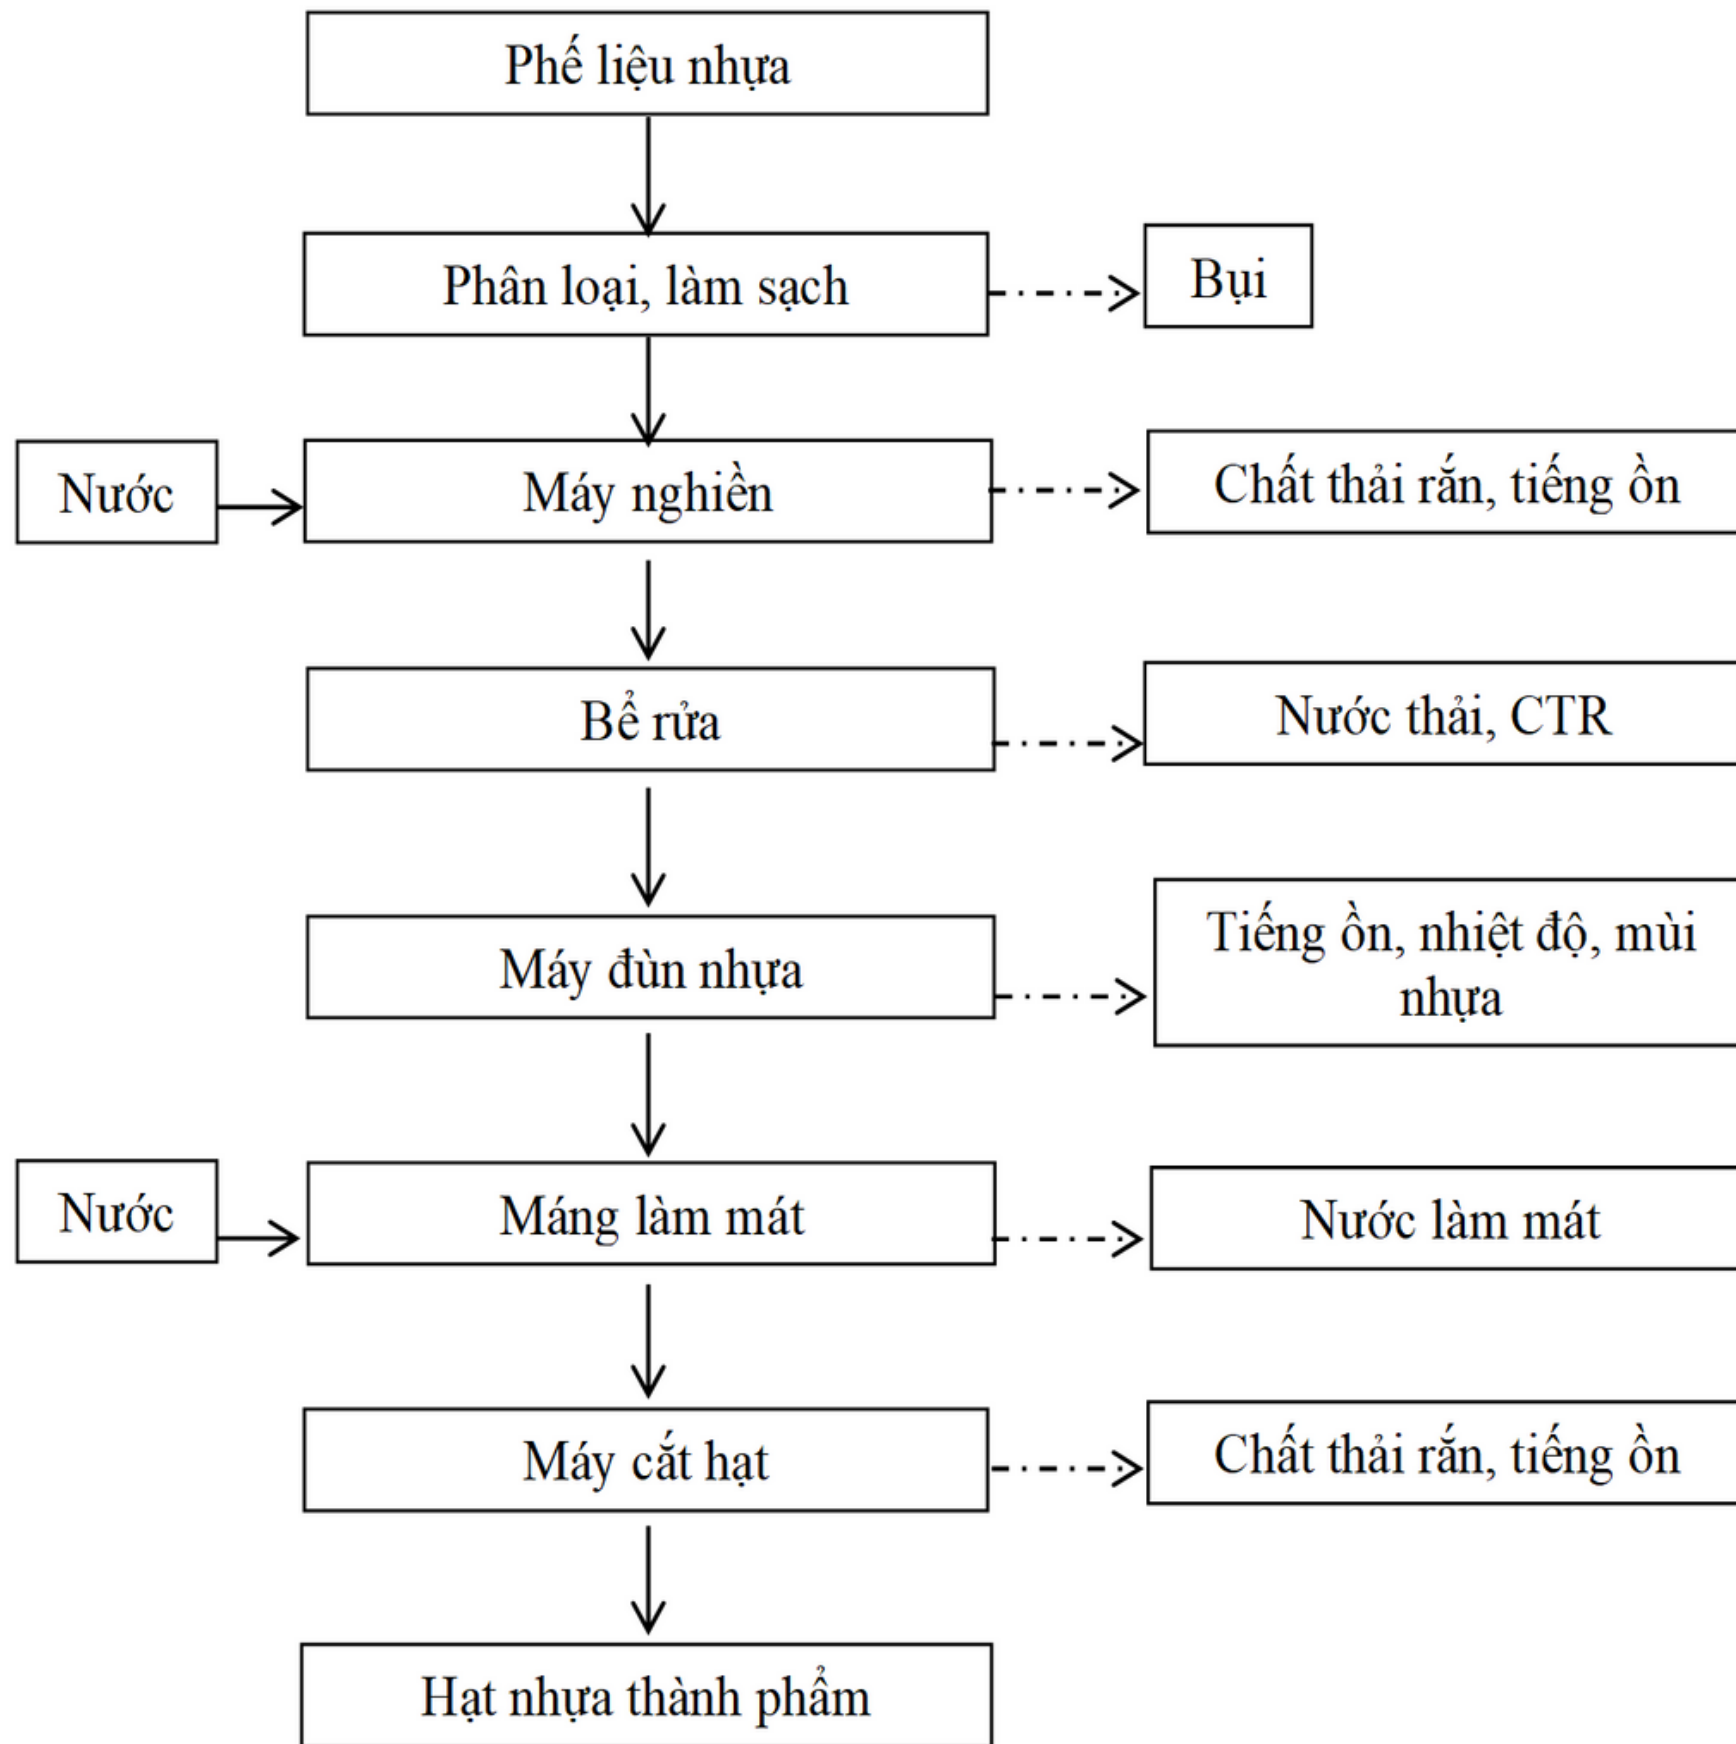 Phế liệu nhựa
Phân loại, làm sạch
Bụi
Nước
Máy nghiền
Chất thải rắn, tiếng ồn
Bể rửa
Nước thải, CTR
Máy đùn nhựa
Tiếng ồn, nhiệt độ, mùi
nhựa
Nước
Máng làm mát
Nước làm mát
Máy cắt hạt
Chất thải rắn, tiếng ồn
Hạt nhựa thành phẩm